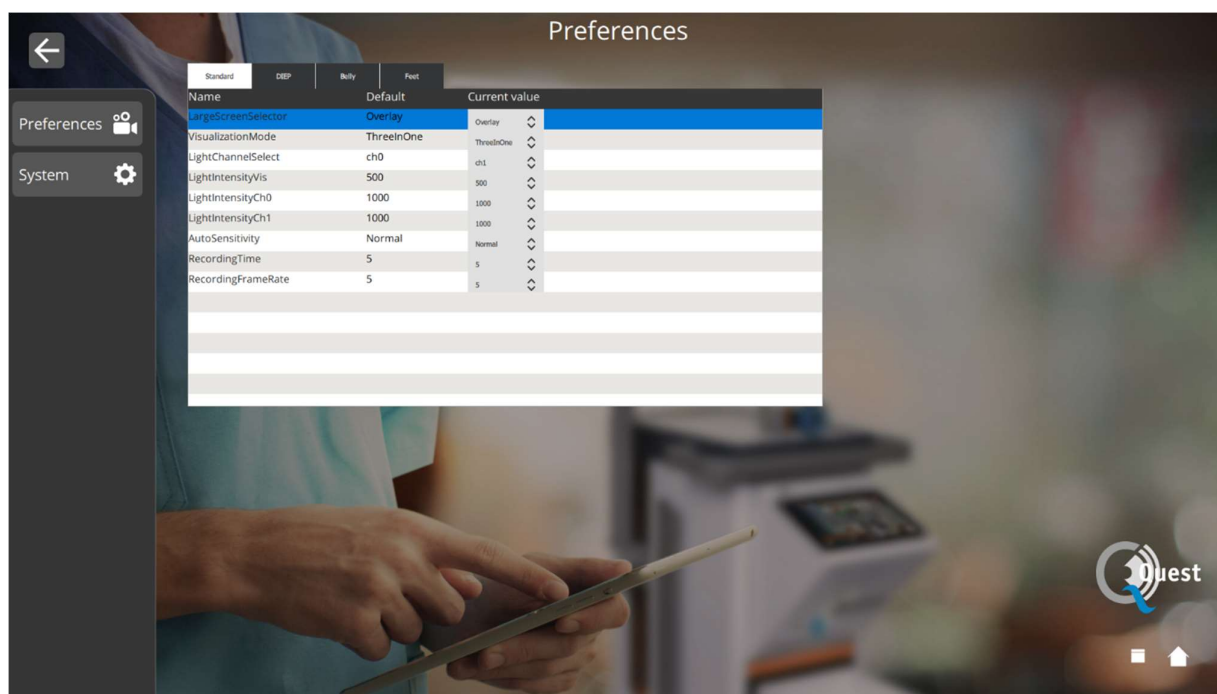 Preferences
Standard DIEP Belly Feet
Name Default Current value
LargeScreenSelector Overlay Overlay
VisualizationMode ThreeInOne ThreeInOne
LightChannelSelect ch0 ch1
LightIntensityVis 500 500
LightIntensityCh0 1000 1000
LightIntensityCh1 1000 1000
AutoSensitivity Normal Normal
RecordingTime 5 5
RecordingFrameRate 5 5
Preferences
System
Quest